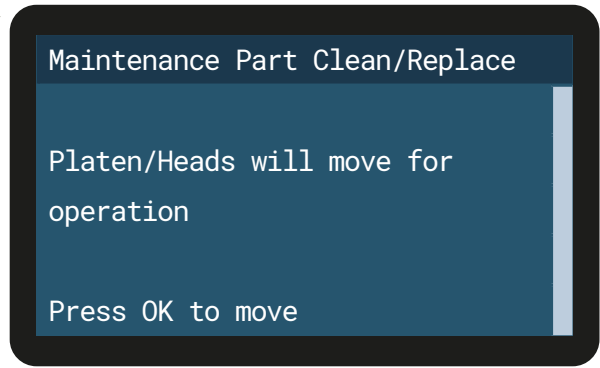 Maintenance Part Clean/Replace
Platen/Heads will move for
operation
Press OK to move